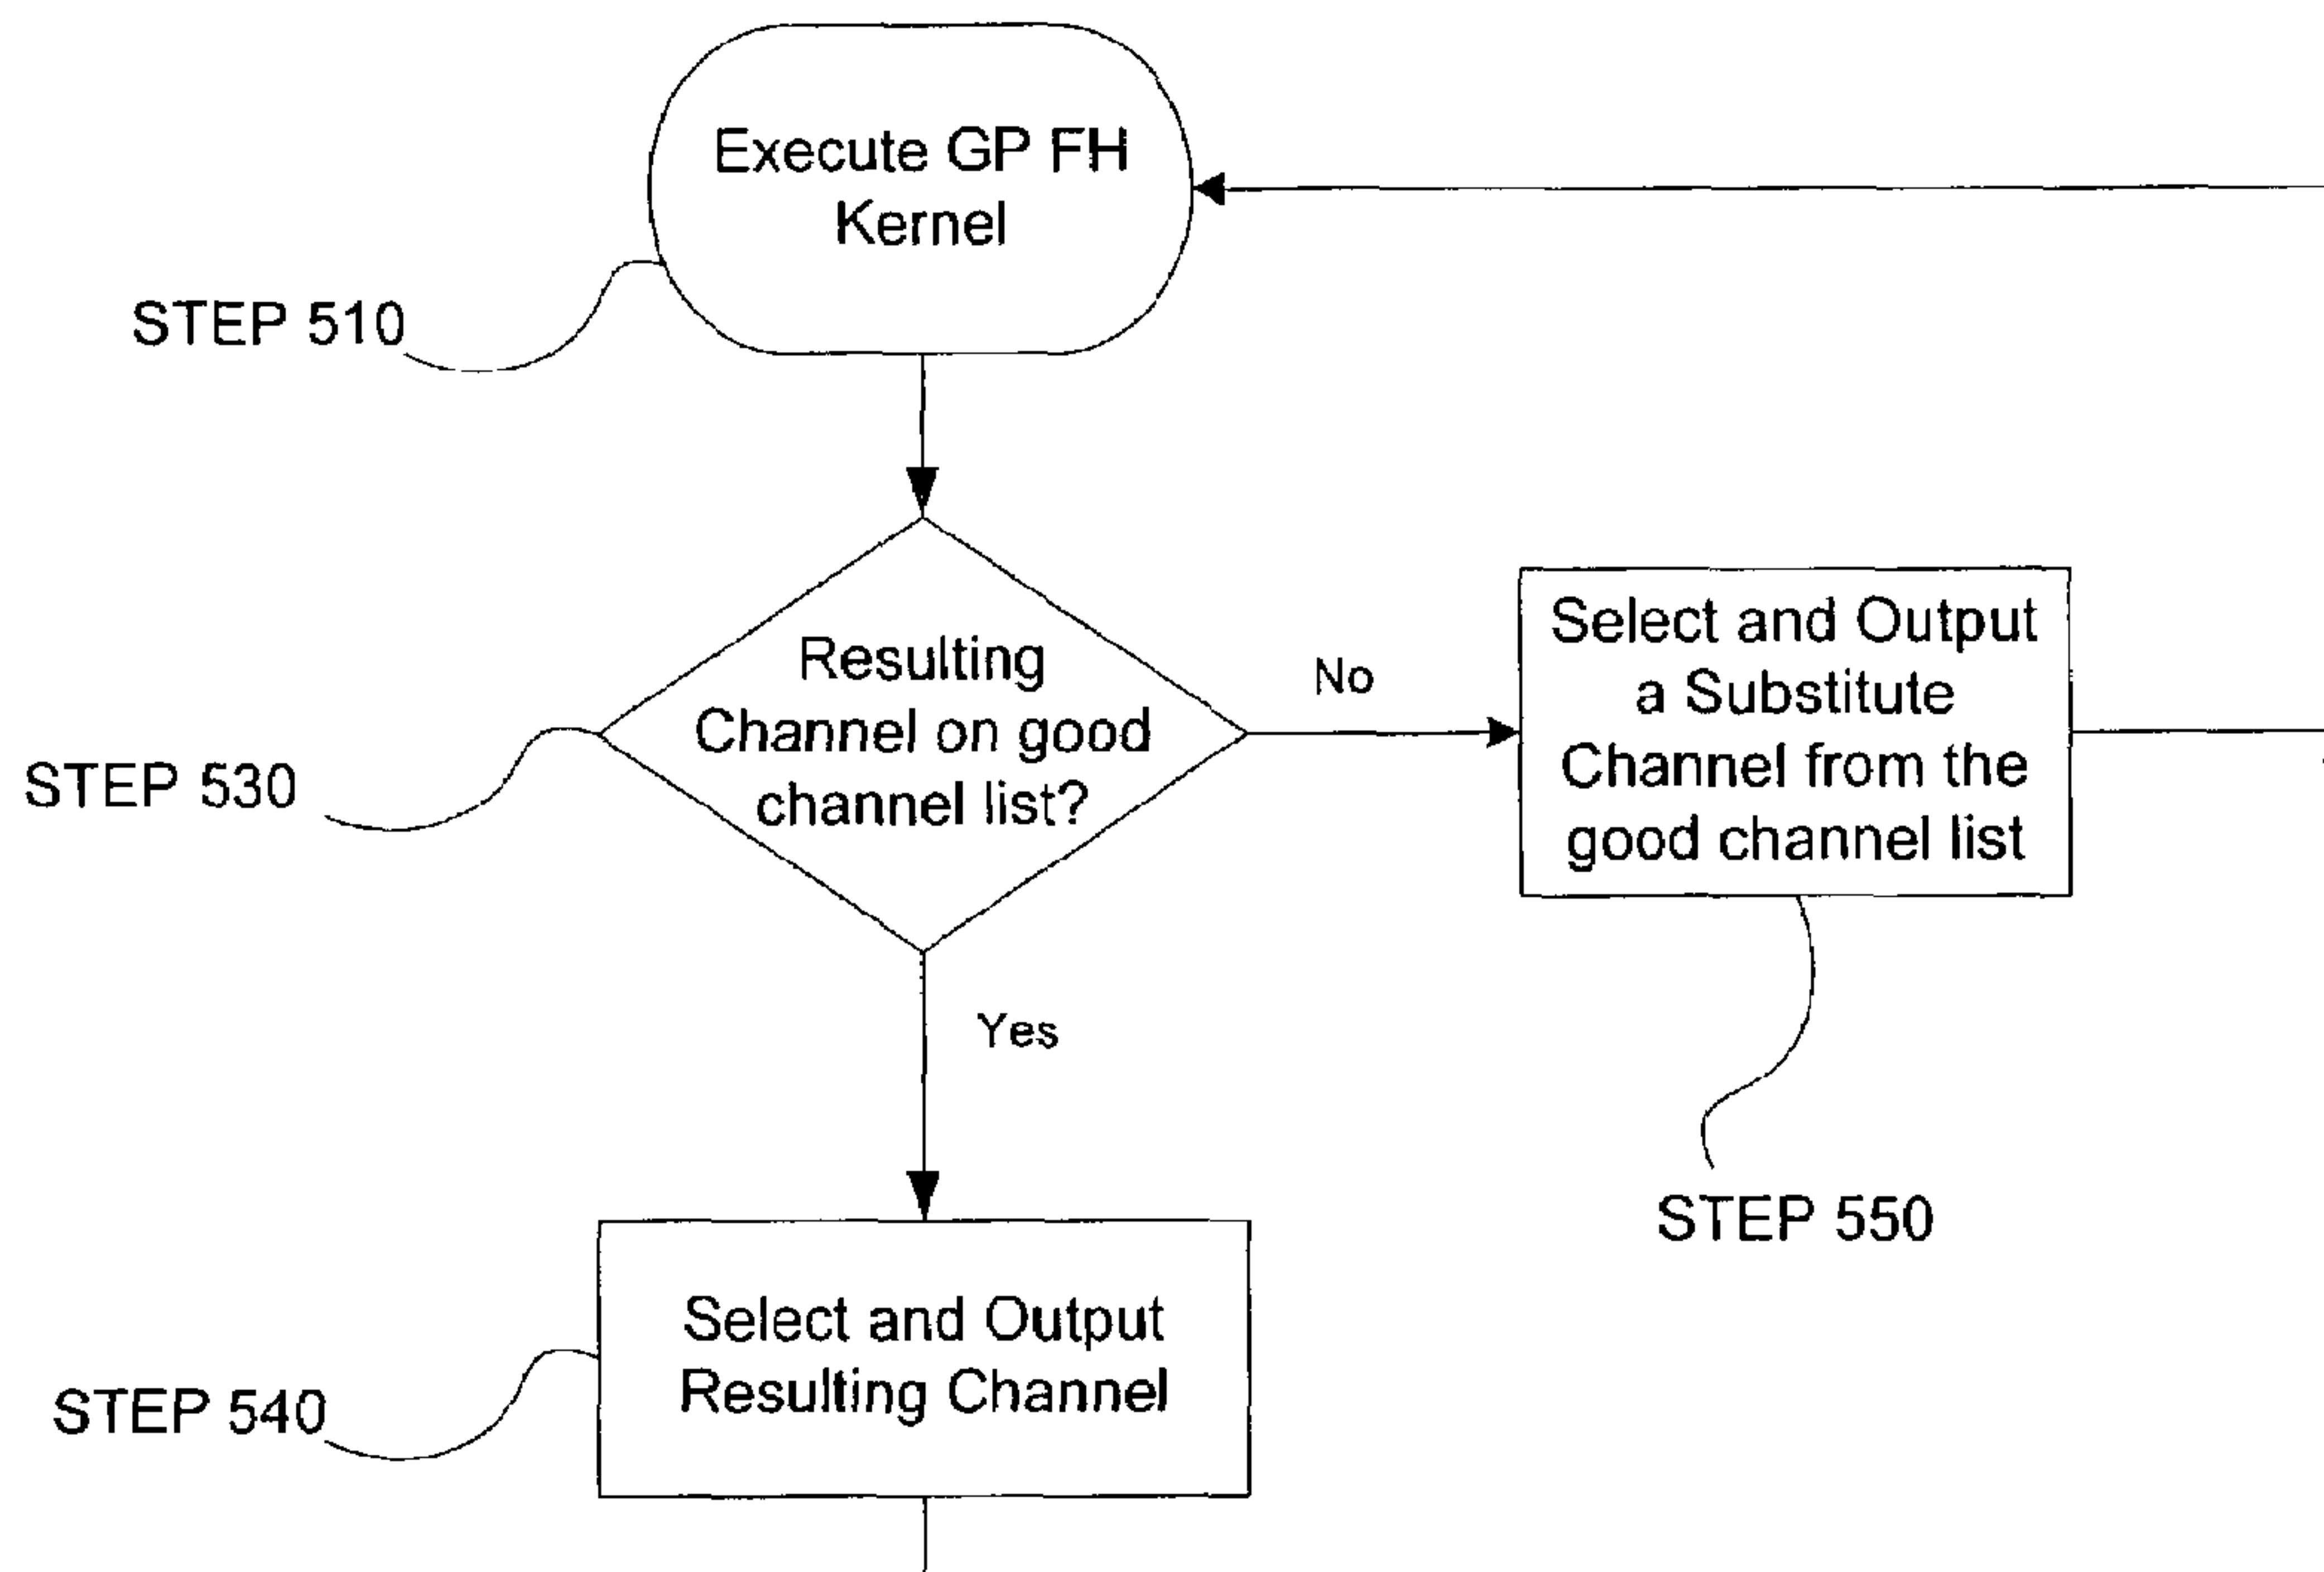 Execute GP FH
Kernel
STEP 510
Resulting
Channel on good
channel list?
STEP 530
No
Select and Output
a Substitute
Channel from the
good channel list
STEP 550
Yes
Select and Output
Resulting Channel
STEP 540